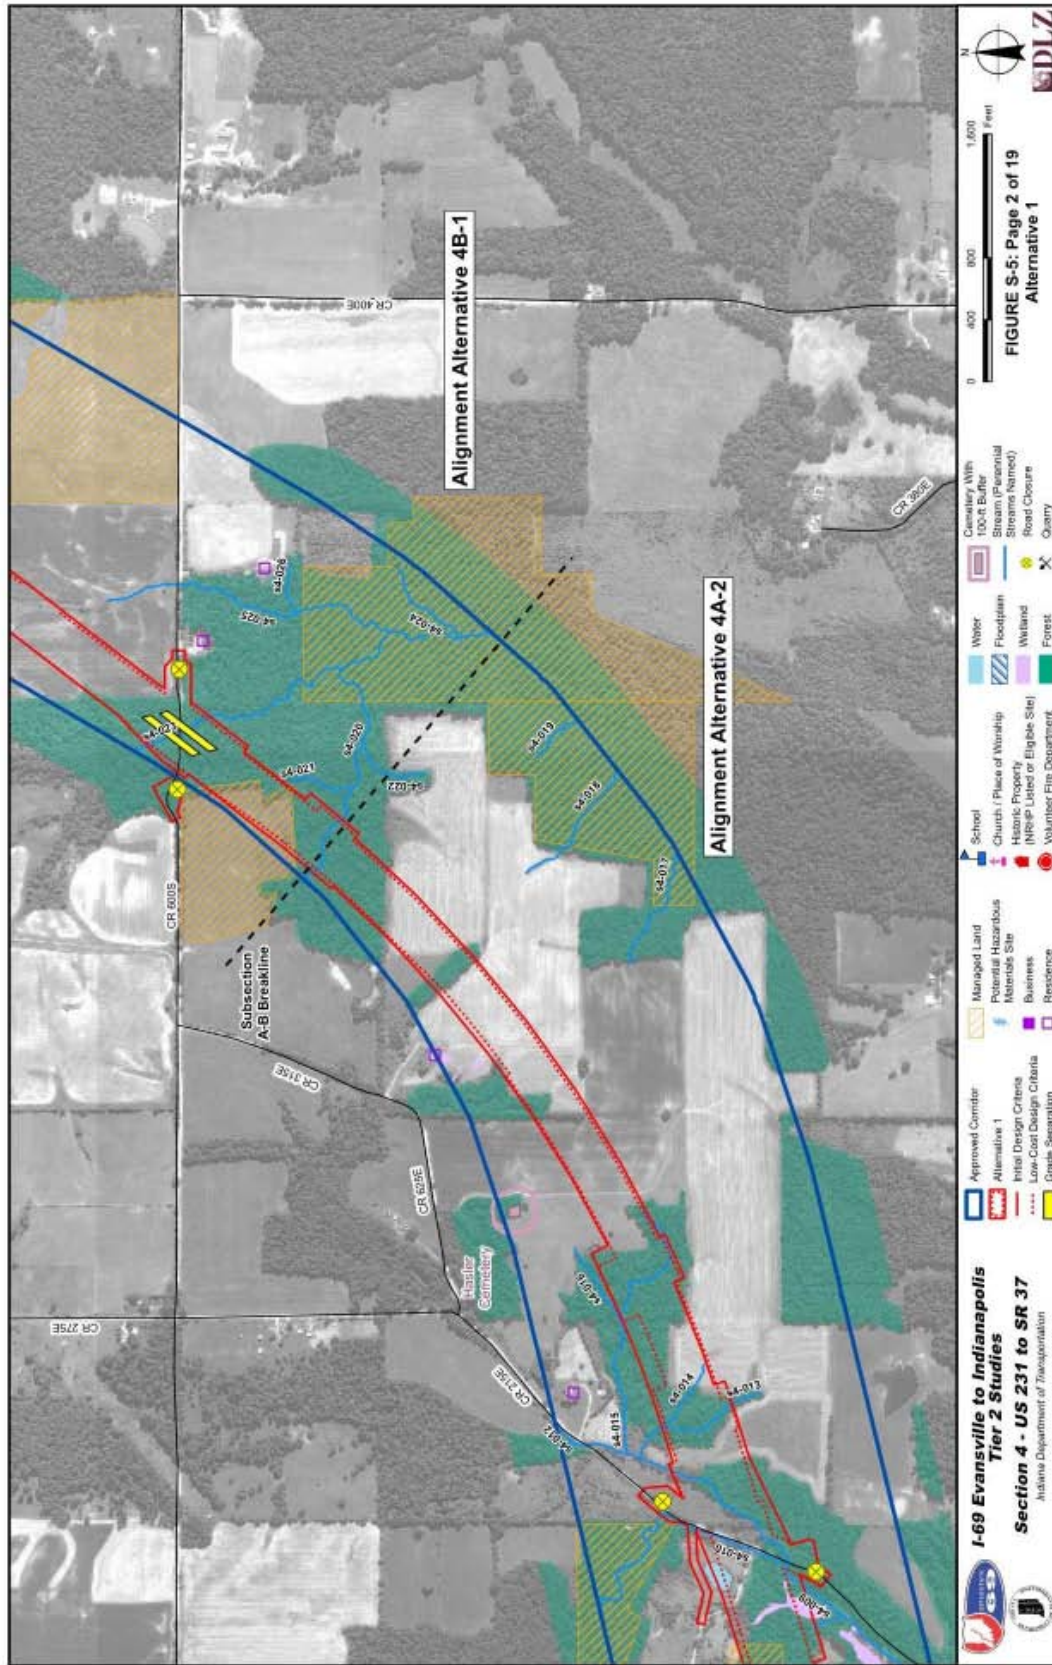 CR 400E
Alignment Alternative 4B-1
CR 380E
s4-026
s4-025
s4-024
s4-021
s4-020
s4-022
s4-019
s4-018
s4-017
Alignment Alternative 4A-2
CR 600S
Subsection
A-B Breakline
CR 315E
CR 625E
Hasler
Cemetery
CR 275E
CR 215E
s4-016
s4-014
s4-013
s4-015
s4-012
s4-010
s4-009
I-69 Evansville to Indianapolis
Tier 2 Studies
Section 4 - US 231 to SR 37
Indiana Department of Transportation
Approved Corridor
Alternative 1
Initial Design Criteria
Low-Cost Design Criteria
Grade Separation
Managed Land
Potential Hazardous
Materials Site
Business
Residence
School
Church / Place of Worship
Historic Property
(NRHP Listed or Eligible Site)
Volunteer Fire Department
Water
Floodplain
Wetland
Forest
Cemetery With
100-ft Buffer
Stream (Perennial
Streams Named)
Road Closure
Quarry
0 400 800 1,600
Feet
FIGURE S-5: Page 2 of 19
Alternative 1
N
DLZ